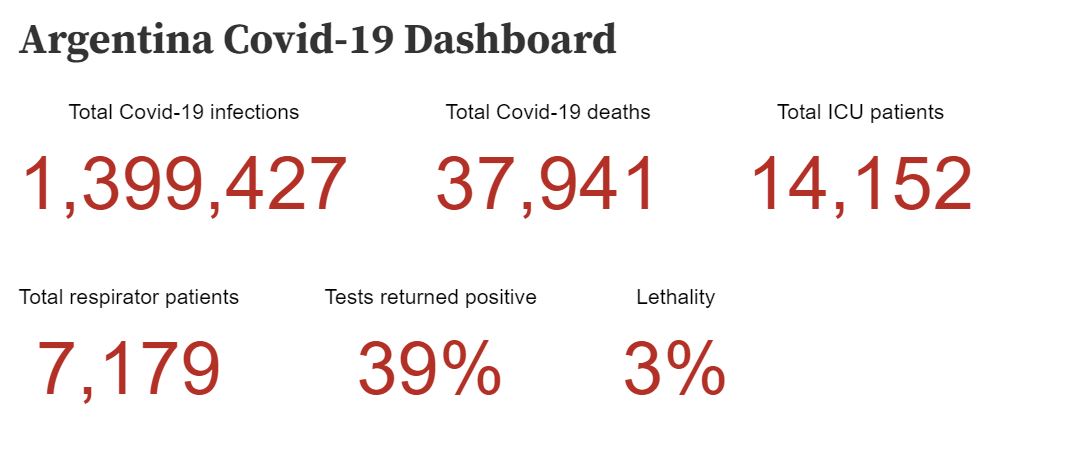 Argentina Covid-19 Dashboard
Total Covid-19 infections Total Covid-19 deaths Total ICU patients
1,399,427 37,941 14,152
Total respirator patients Tests returned positive Lethality
7,179 39% 3%